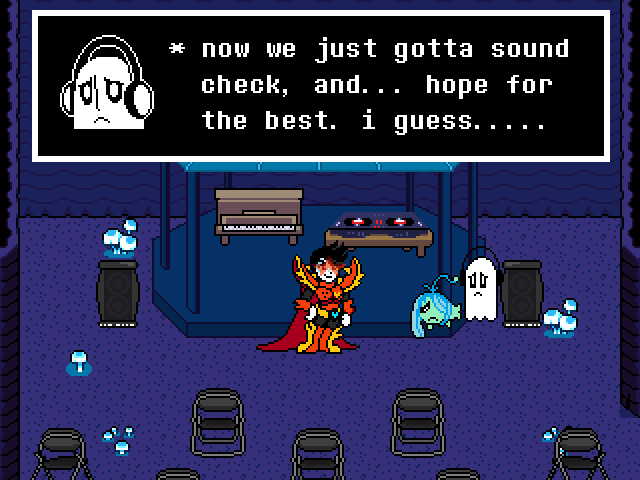 * now we just gotta sound
check, and... hope for
the best. i guess.....